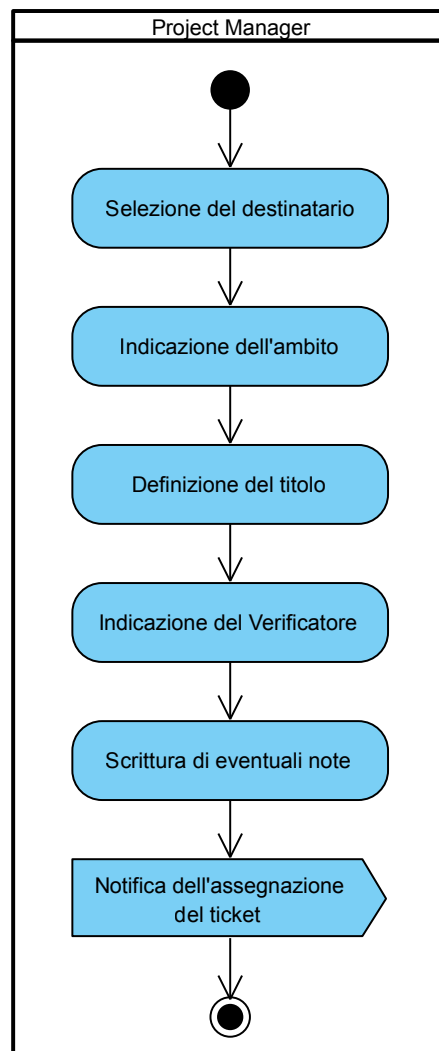 Project Manager
Selezione del destinatario
Indicazione dell'ambito
Definizione del titolo
Indicazione del Verificatore
Scrittura di eventuali note
Notifica dell'assegnazione
del ticket